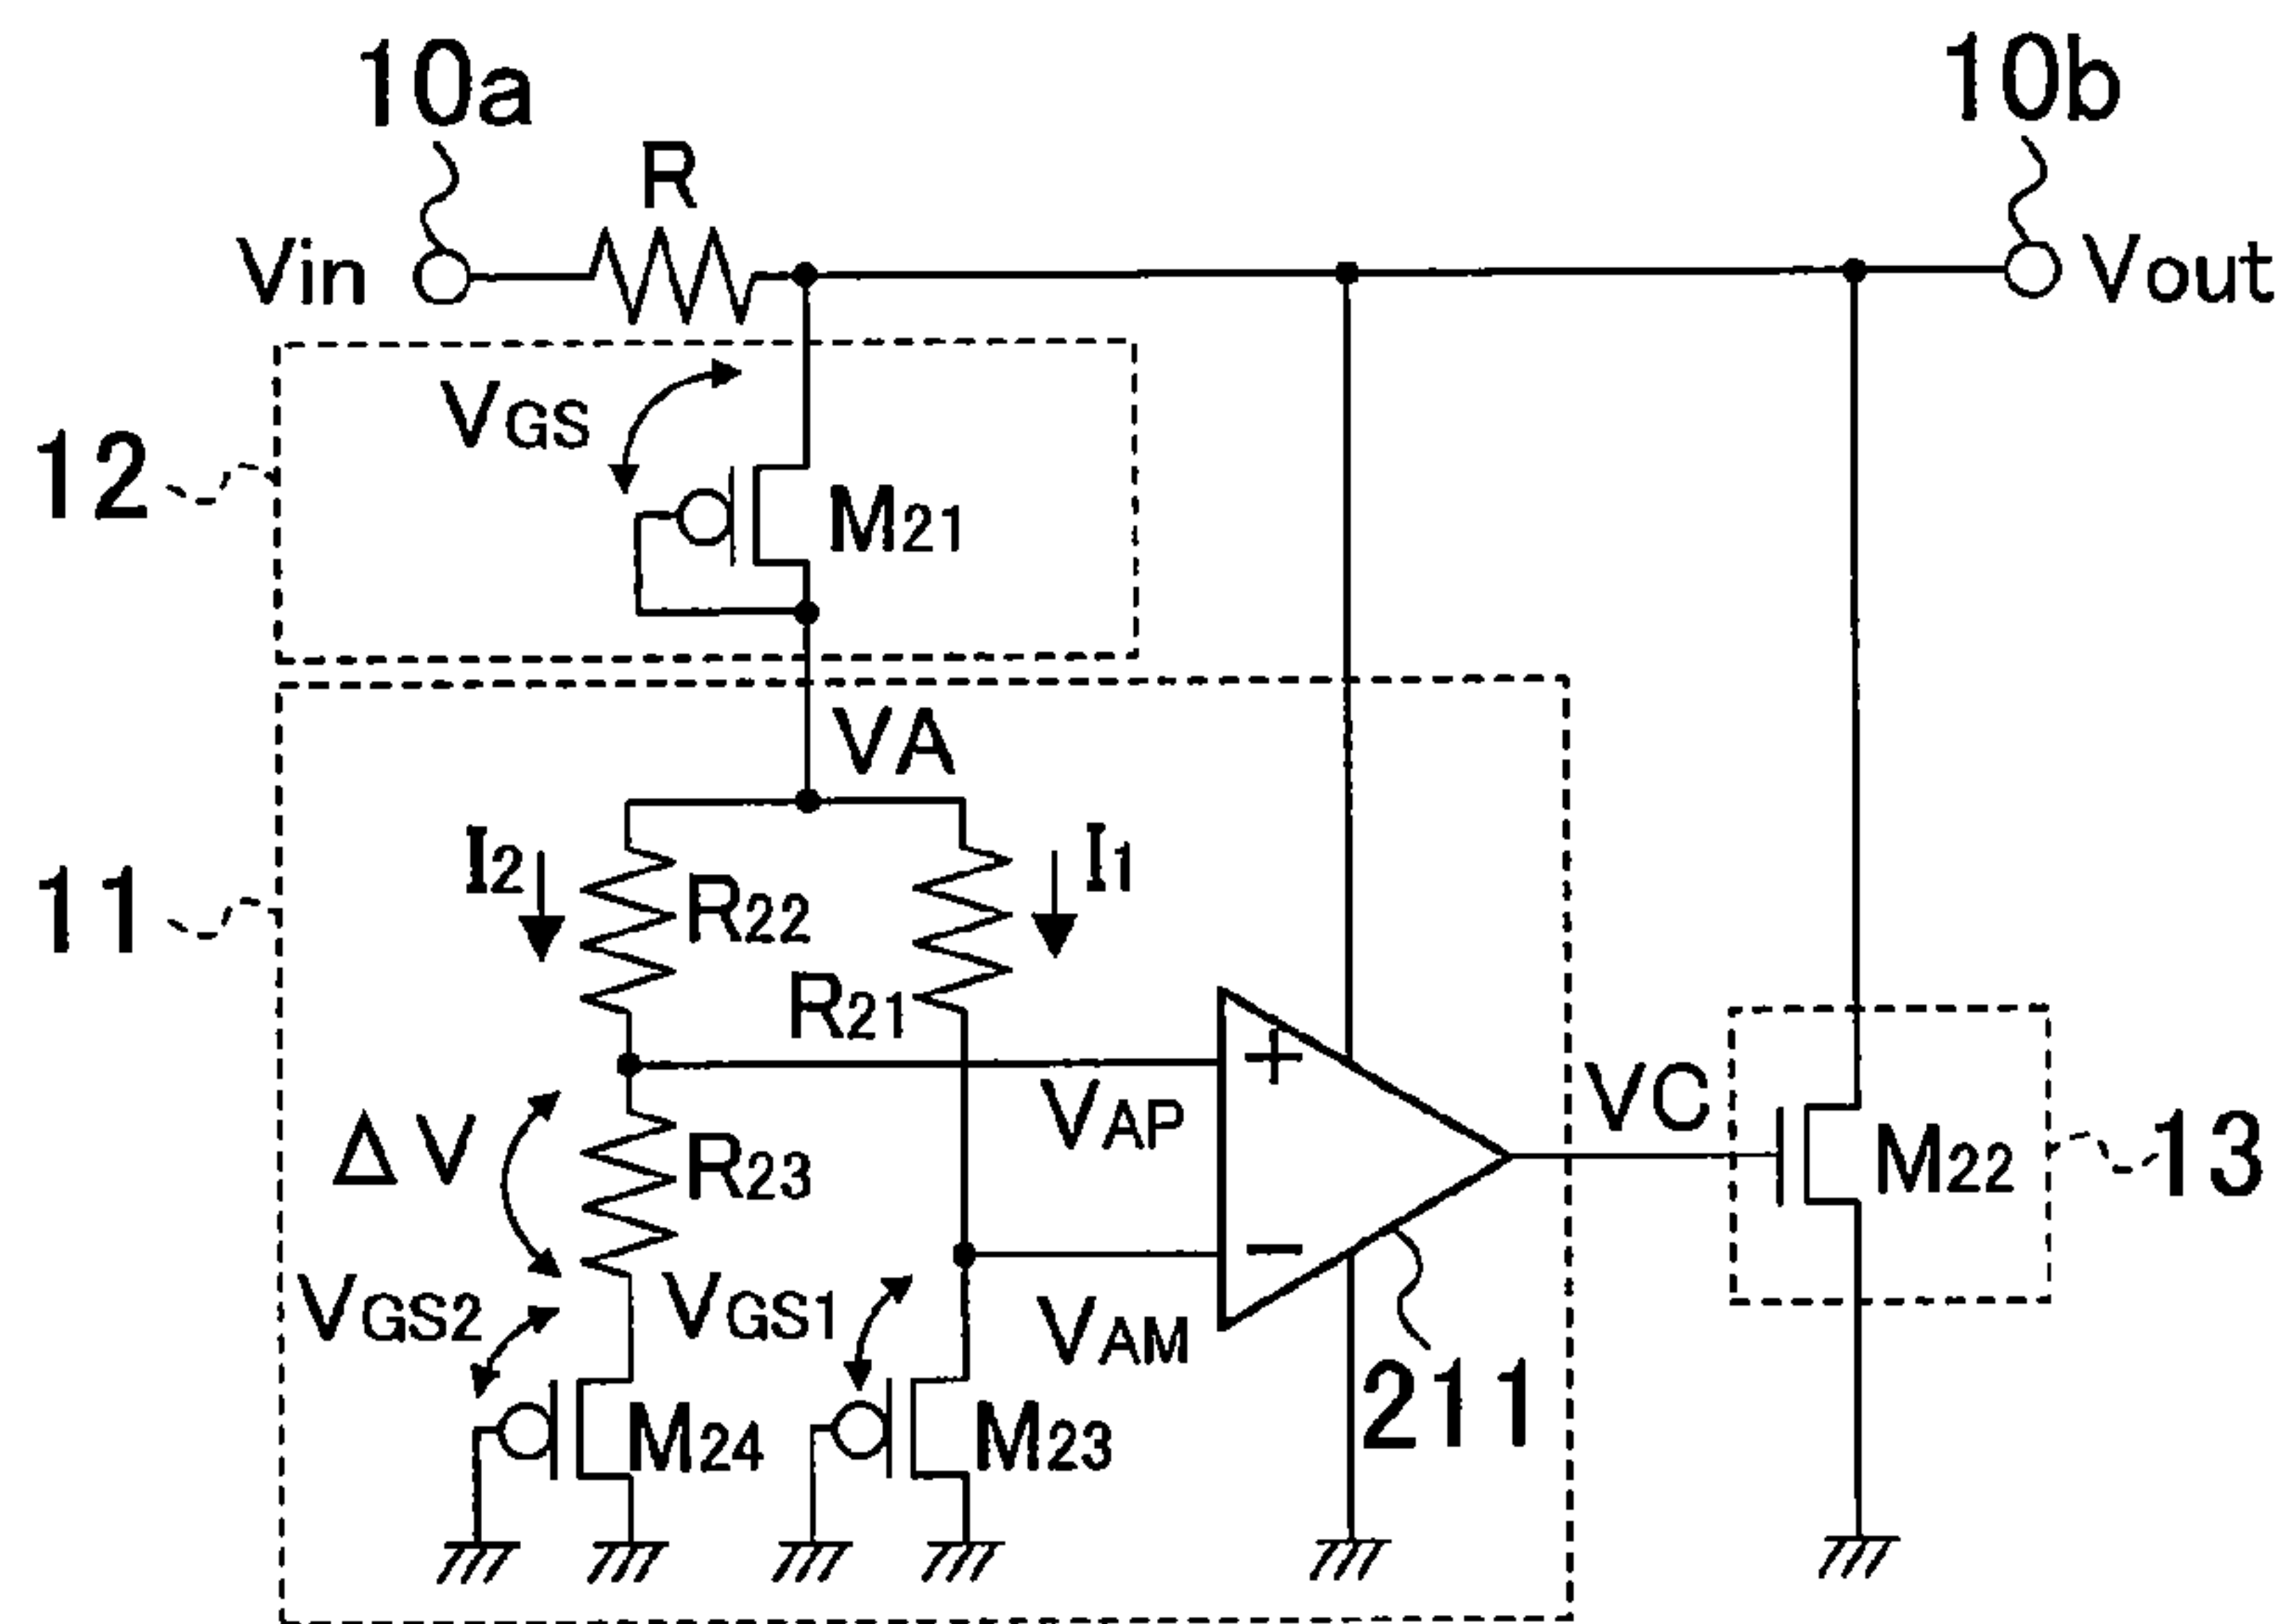 10a
10b
R
Vin
Vout
VGS
12
M21
VA
I2
I1
R22
11
R21
+
VAP
VC
ΔV
R23
M22
13
VGS2
VGS1
−
VAM
211
M24
M23